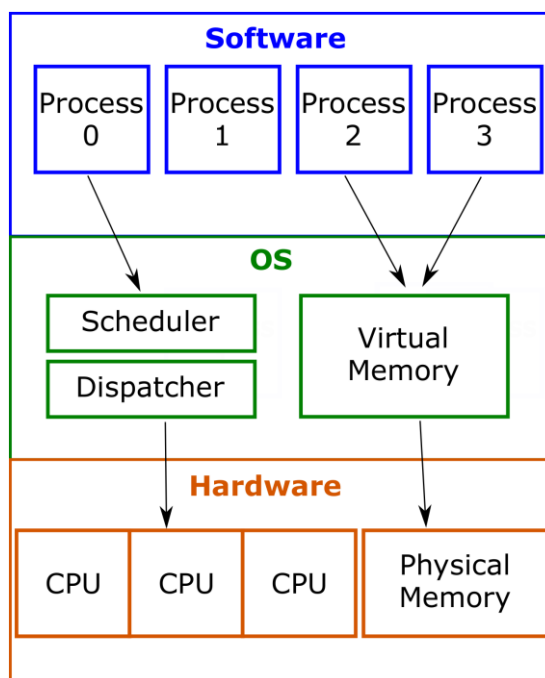 Software
Process
0
Process
1
Process
2
Process
3
OS
Scheduler
Dispatcher
Virtual
Memory
Hardware
CPU
CPU
CPU
Physical
Memory